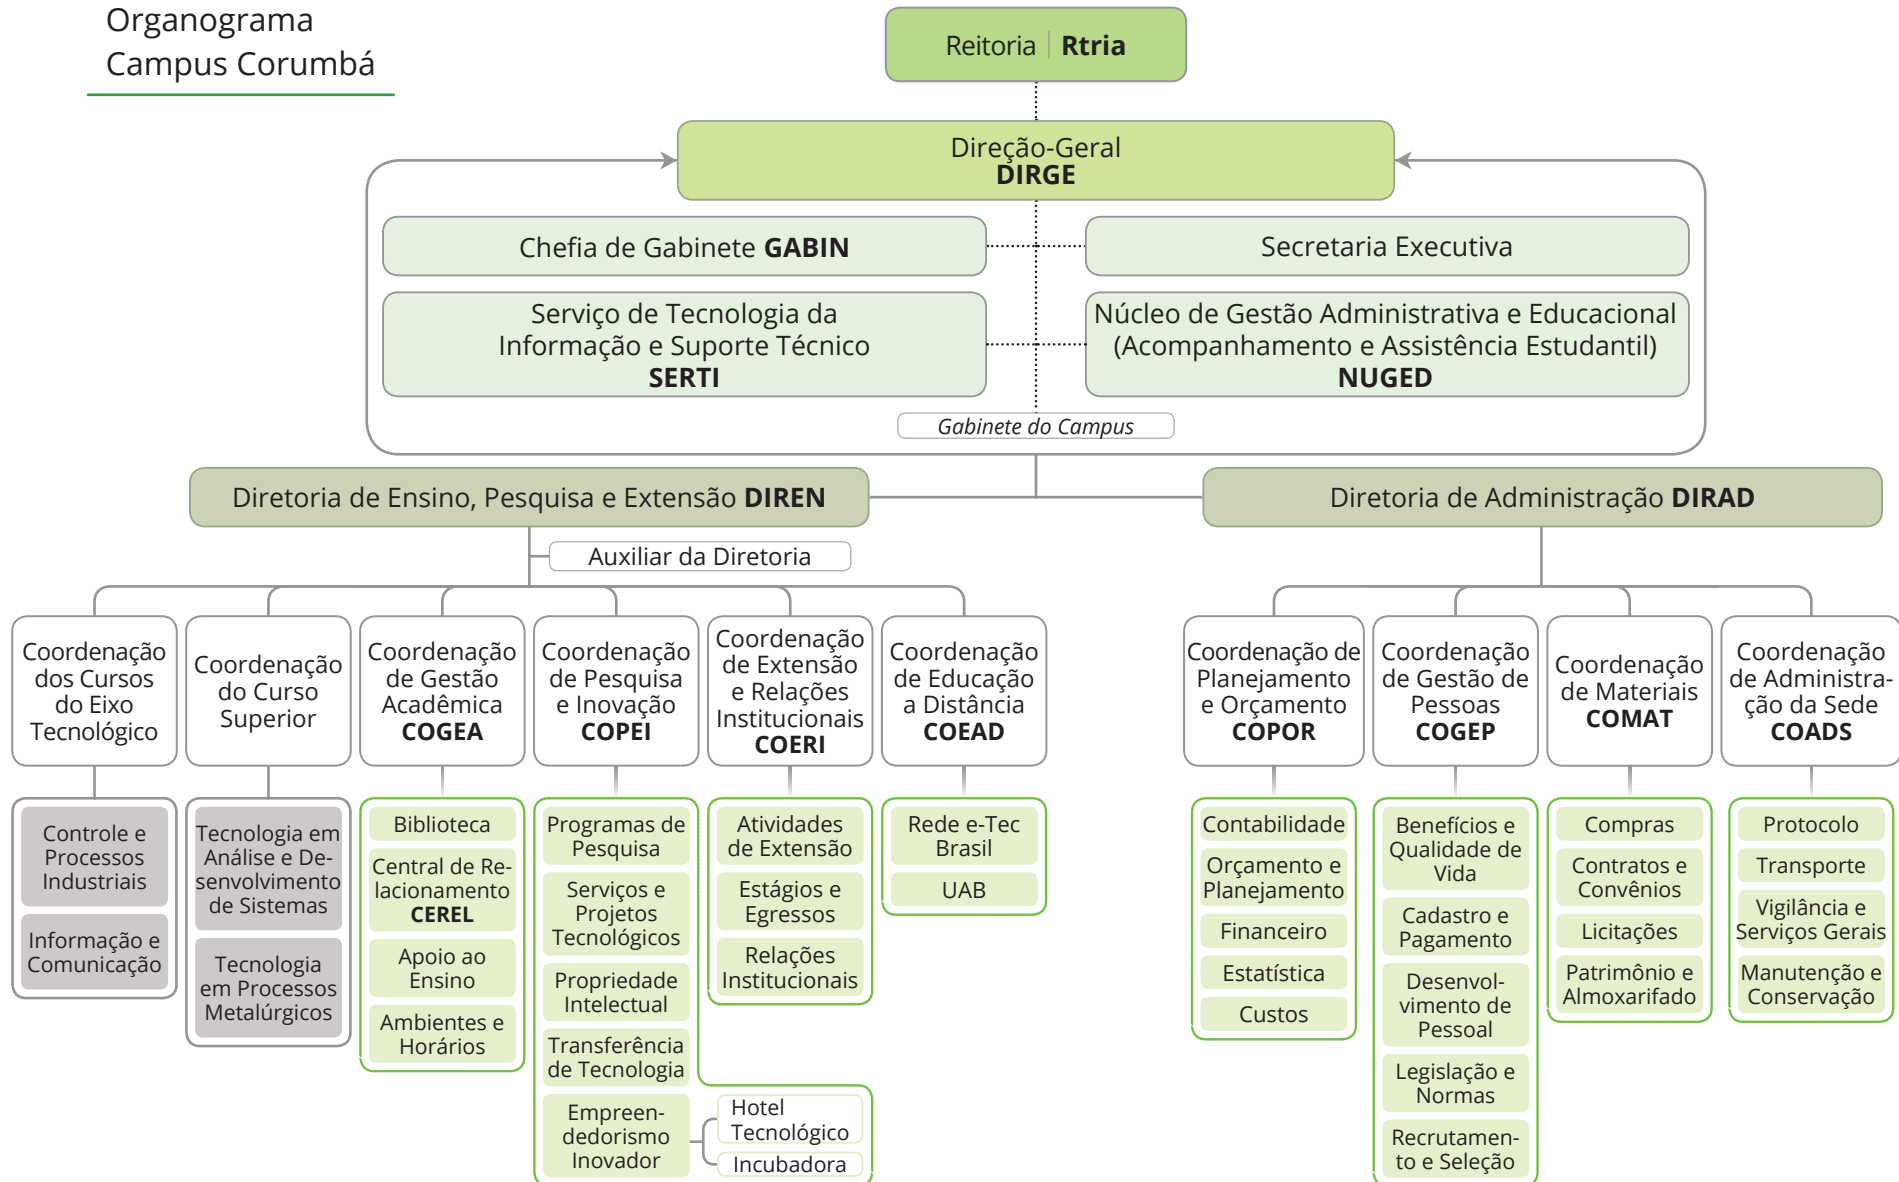 Organograma
Campus Corumbá
Reitoria | Rtria
Direção-Geral
DIRGE
Chefia de Gabinete GABIN
Secretaria Executiva
Serviço de Tecnologia da
Informação e Suporte Técnico
SERTI
Núcleo de Gestão Administrativa e Educacional
(Acompanhamento e Assistência Estudantil)
NUGED
Gabinete do Campus
Diretoria de Ensino, Pesquisa e Extensão DIREN
Diretoria de Administração DIRAD
Auxiliar da Diretoria
Coordenação
dos Cursos
do Eixo
Tecnológico
Coordenação
do Curso
Superior
Coordenação
de Gestão
Acadêmica
COGEA
Coordenação
de Pesquisa
e Inovação
COPEI
Coordenação
de Extensão
e Relações
Institucionais
COERI
Coordenação
de Educação
a Distância
COEAD
Coordenação de
Planejamento
e Orçamento
COPOR
Coordenação
de Gestão de
Pessoas
COGEP
Coordenação
de Materiais
COMAT
Coordenação
de Administra-
ção da Sede
COADS
Controle e
Processos
Industriais
Informação e
Comunicação
Tecnologia em
Análise e De-
senvolvimento
de Sistemas
Tecnologia
em Processos
Metalúrgicos
Biblioteca
Central de Re-
lacionamento
CEREL
Apoio ao
Ensino
Ambientes e
Horários
Programas de
Pesquisa
Serviços e
Projetos
Tecnológicos
Propriedade
Intelectual
Transferência
de Tecnologia
Empreen-
dedorismo
Inovador
Hotel
Tecnológico
Incubadora
Atividades
de Extensão
Estágios e
Egressos
Relações
Institucionais
Rede e-Tec
Brasil
UAB
Contabilidade
Orçamento e
Planejamento
Financeiro
Estatística
Custos
Benefícios e
Qualidade de
Vida
Cadastro e
Pagamento
Desenvol-
vimento de
Pessoal
Legislação e
Normas
Recrutamen-
to e Seleção
Compras
Contratos e
Convênios
Licitações
Patrimônio e
Almoxarifado
Protocolo
Transporte
Vigilância e
Serviços Gerais
Manutenção e
Conservação